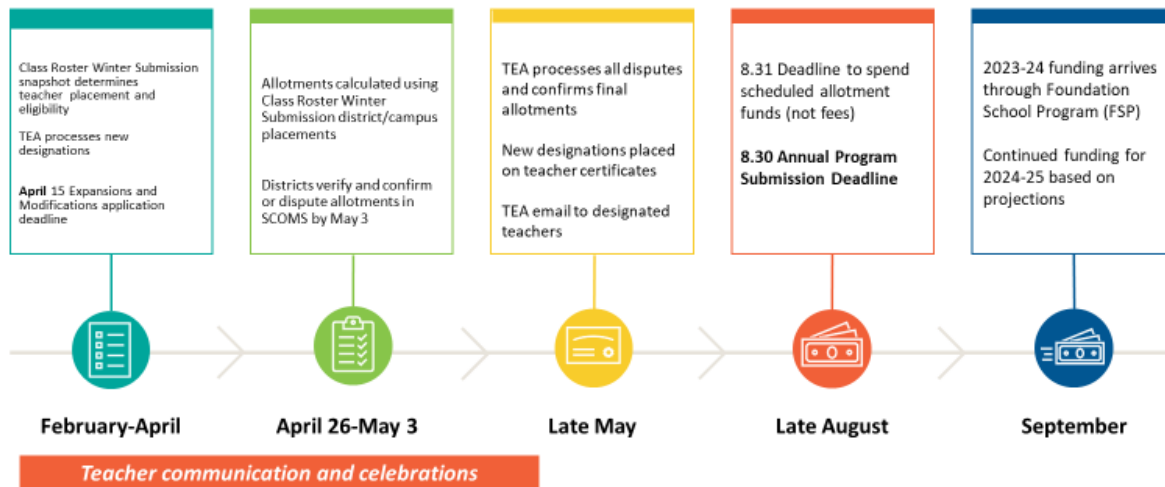 Class Roster Winter Submission
snapshot determines
teacher placement and
eligibility
TEA processes new
designations
April 15 Expansions and
Modifications application
deadline
Allotments calculated using
Class Roster Winter
Submission district/campus
placements
Districts verify and confirm
or dispute allotments in
SCOMS by May 3
TEA processes all disputes
and confirms final
allotments
New designations placed
on teacher certificates
TEA email to designated
teachers
8.31 Deadline to spend
scheduled allotment
funds (not fees)
8.30 Annual Program
Submission Deadline
2023-24 funding arrives
through Foundation
School Program (FSP)
Continued funding for
2024-25 based on
projections
February-April
April 26-May 3
Late May
Late August
September
Teacher communication and celebrations